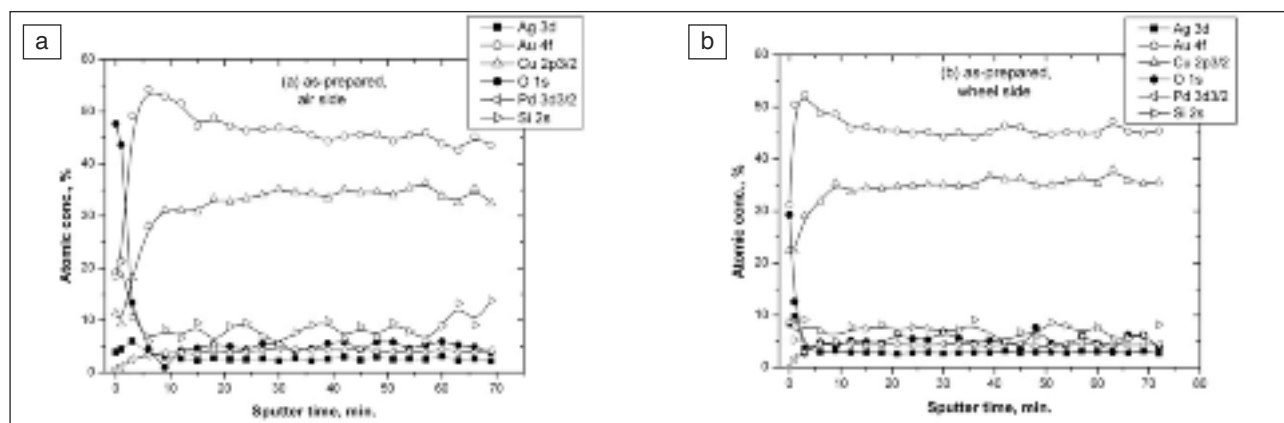 a
Ag 3d
Au 4f
Cu 2p3/2
O 1s
Pd 3d3/2
Si 2s
(a) as-prepared,
air side
60
50
40
30
20
10
0
Atomic conc., %
0 10 20 30 40 50 60 70
Sputter time, min.
b
Ag 3d
Au 4f
Cu 2p3/2
O 1s
Pd 3d3/2
Si 2s
(b) as-prepared,
wheel side
60
50
40
30
20
10
0
Atomic conc., %
0 10 20 30 40 50 60 70 80
Sputter time, min.